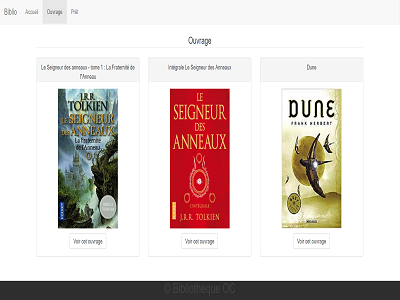 Biblio Accueil Ouvrage Prêt
Ouvrage
Le Seigneur des anneaux - tome 1 : La Fraternité de
l'Anneau
J.R.R.
TOLKIEN
LE SEIGNEUR
DES ANNEAUX
La Fraternité
de l'Anneau
Voir cet ouvrage
Intégrale Le Seigneur des Anneaux
LE
SEIGNEUR
DES
ANNEAUX
L'INTÉGRALE
J.R.R. TOLKIEN
Voir cet ouvrage
Dune
DUNE
FRANK HERBERT
Voir cet ouvrage
© Bibliotheque OC